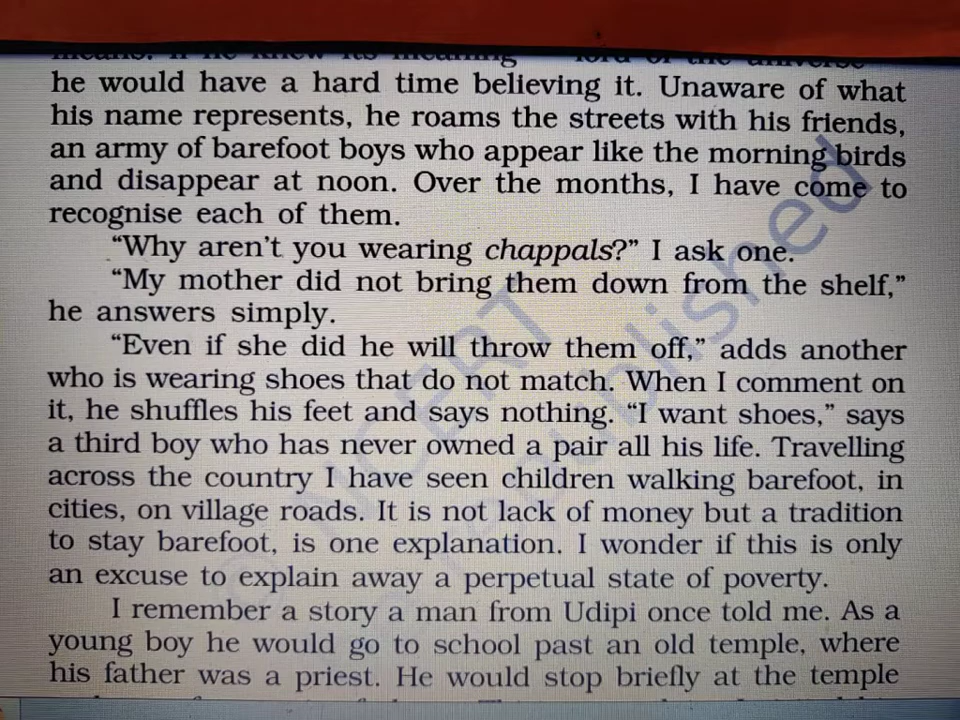 he would have a hard time believing it. Unaware of what
his name represents, he roams the streets with his friends,
an army of barefoot boys who appear like the morning birds
and disappear at noon. Over the months, I have come to
recognise each of them.
“Why aren’t you wearing chappals?” I ask one.
“My mother did not bring them down from the shelf,”
he answers simply.
“Even if she did he will throw them off,” adds another
who is wearing shoes that do not match. When I comment on
it, he shuffles his feet and says nothing. “I want shoes,” says
a third boy who has never owned a pair all his life. Travelling
across the country I have seen children walking barefoot, in
cities, on village roads. It is not lack of money but a tradition
to stay barefoot, is one explanation. I wonder if this is only
an excuse to explain away a perpetual state of poverty.
I remember a story a man from Udipi once told me. As a
young boy he would go to school past an old temple, where
his father was a priest. He would stop briefly at the temple
© NCERT
published